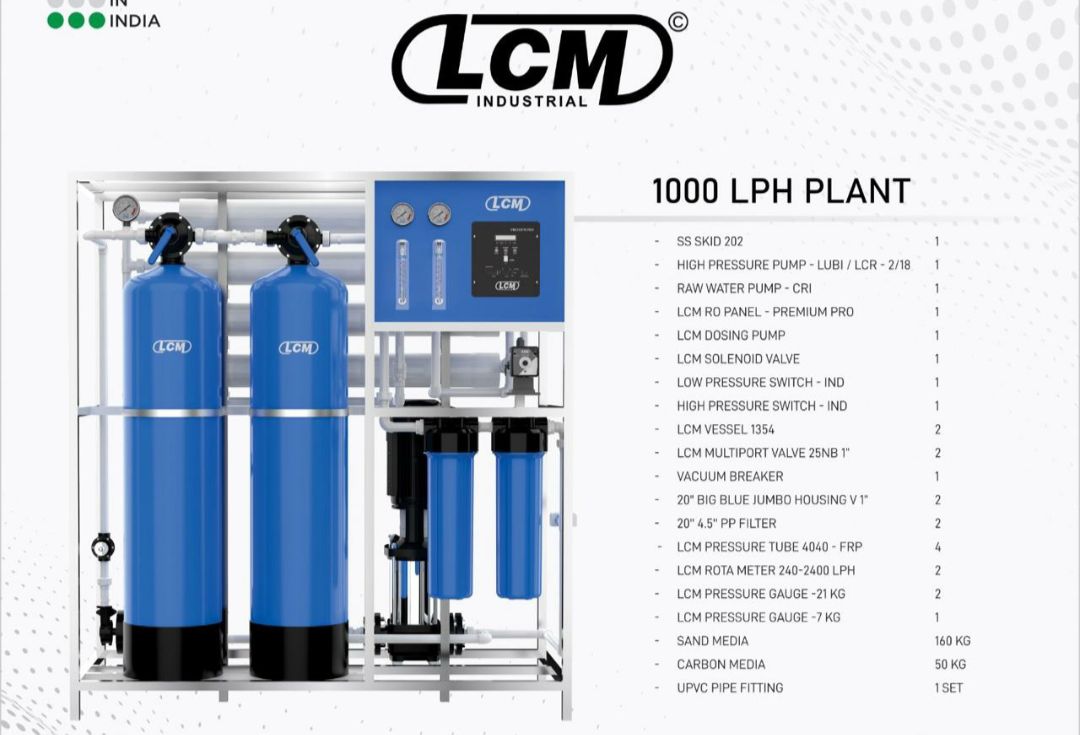 IN
INDIA
LCM
©
INDUSTRIAL
LCM
LCM
LCM
LCM
1000 LPH PLANT
- SS SKID 202 1
- HIGH PRESSURE PUMP - LUBI / LCR - 2/18 1
- RAW WATER PUMP - CRI 1
- LCM RO PANEL - PREMIUM PRO 1
- LCM DOSING PUMP 1
- LCM SOLENOID VALVE 1
- LOW PRESSURE SWITCH - IND 1
- HIGH PRESSURE SWITCH - IND 1
- LCM VESSEL 1354 2
- LCM MULTIPORT VALVE 25NB 1" 2
- VACUUM BREAKER 1
- 20" BIG BLUE JUMBO HOUSING V 1" 2
- 20" 4.5" PP FILTER 2
- LCM PRESSURE TUBE 4040 - FRP 4
- LCM ROTA METER 240-2400 LPH 2
- LCM PRESSURE GAUGE -21 KG 2
- LCM PRESSURE GAUGE -7 KG 1
- SAND MEDIA 160 KG
- CARBON MEDIA 50 KG
- UPVC PIPE FITTING 1 SET